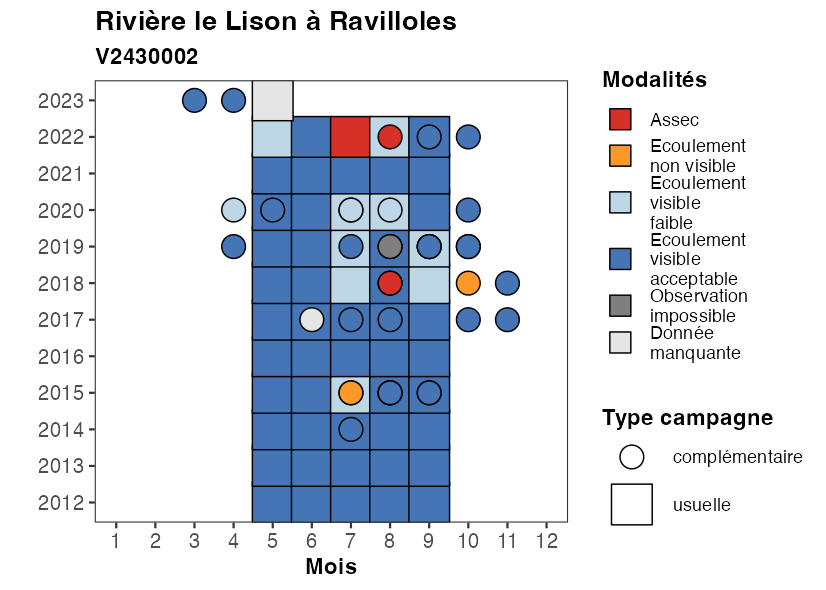 Rivière le Lison à Ravilloles
V2430002
2023
2022
2021
2020
2019
2018
2017
2016
2015
2014
2013
2012
1 2 3 4 5 6 7 8 9 10 11 12
Mois
Modalités
Assec
Ecoulement
non visible
Ecoulement
visible
faible
Ecoulement
visible
acceptable
Observation
impossible
Donnée
manquante
Type campagne
complémentaire
usuelle